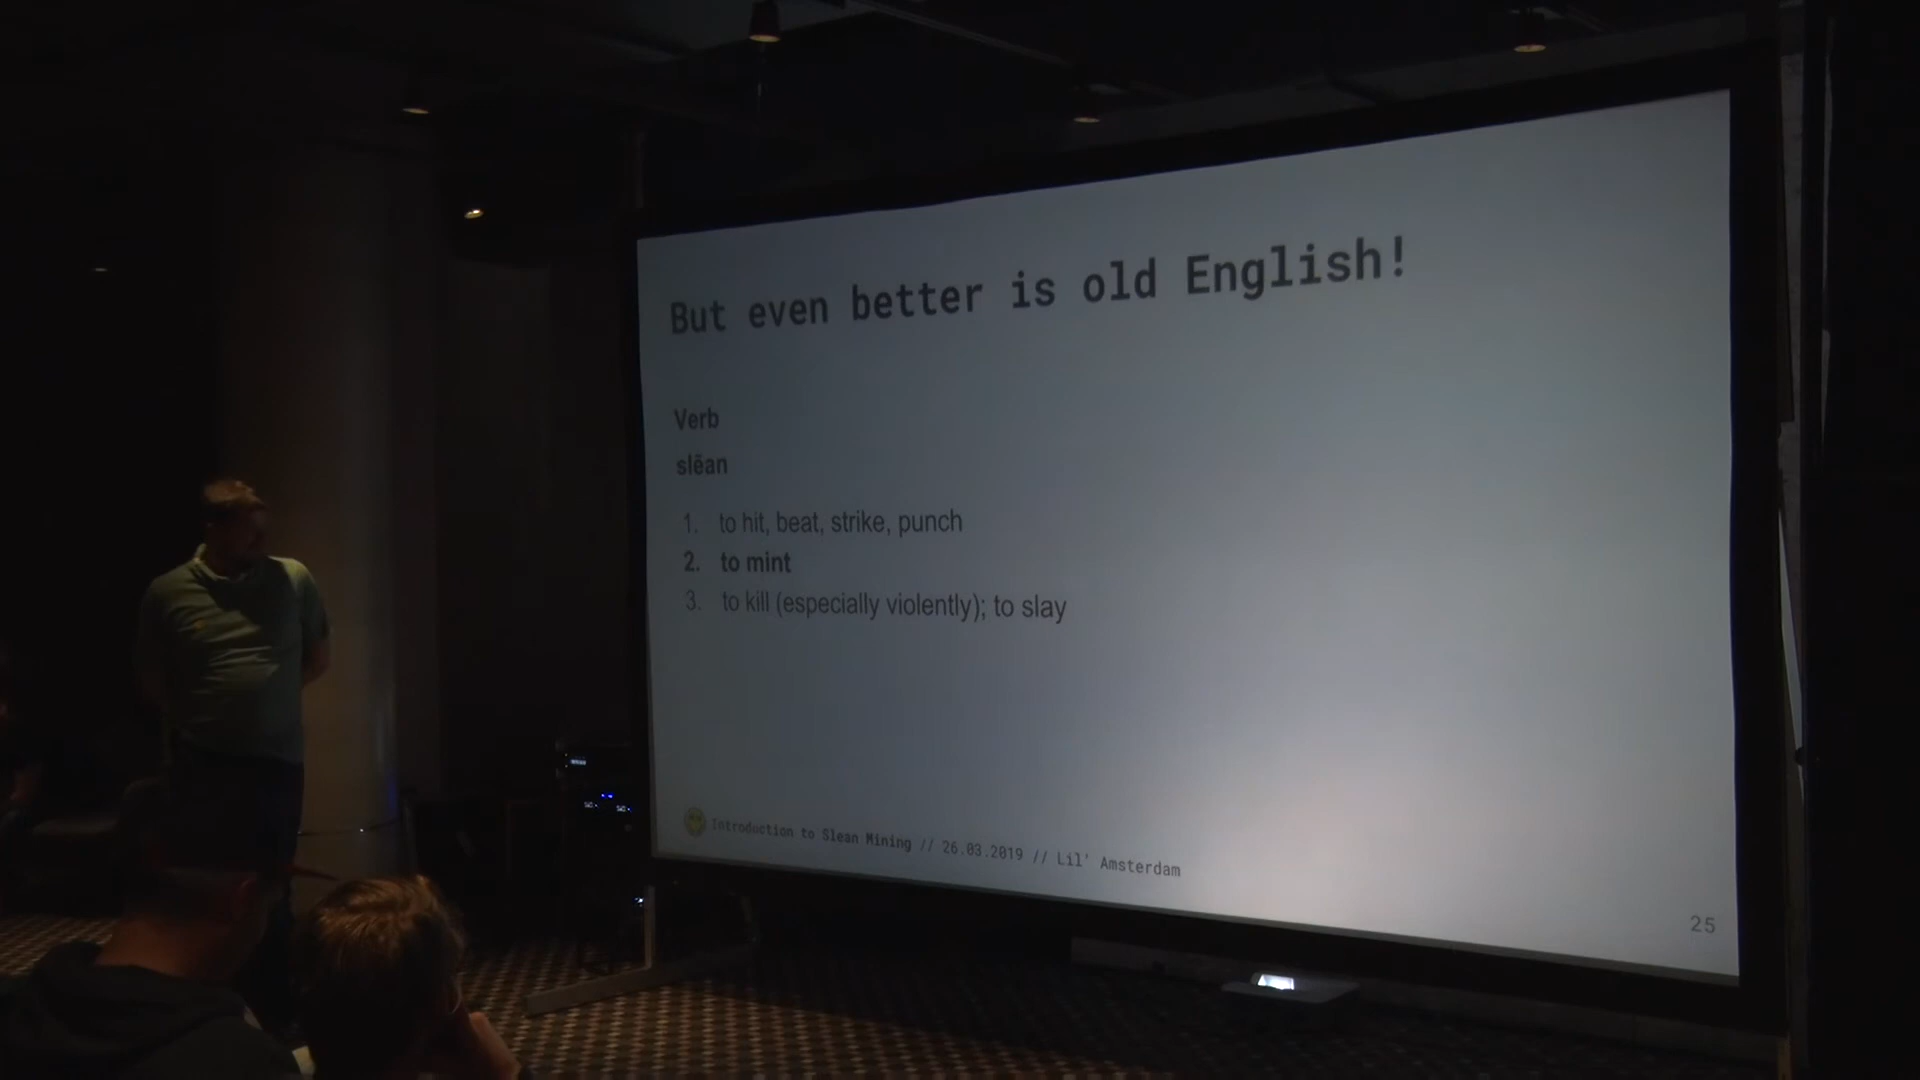 But even better is old English!
Verb
slēan
1. to hit, beat, strike, punch
2. to mint
3. to kill (especially violently); to slay
Introduction to Slean Mining // 26.03.2019 // Lil' Amsterdam
25